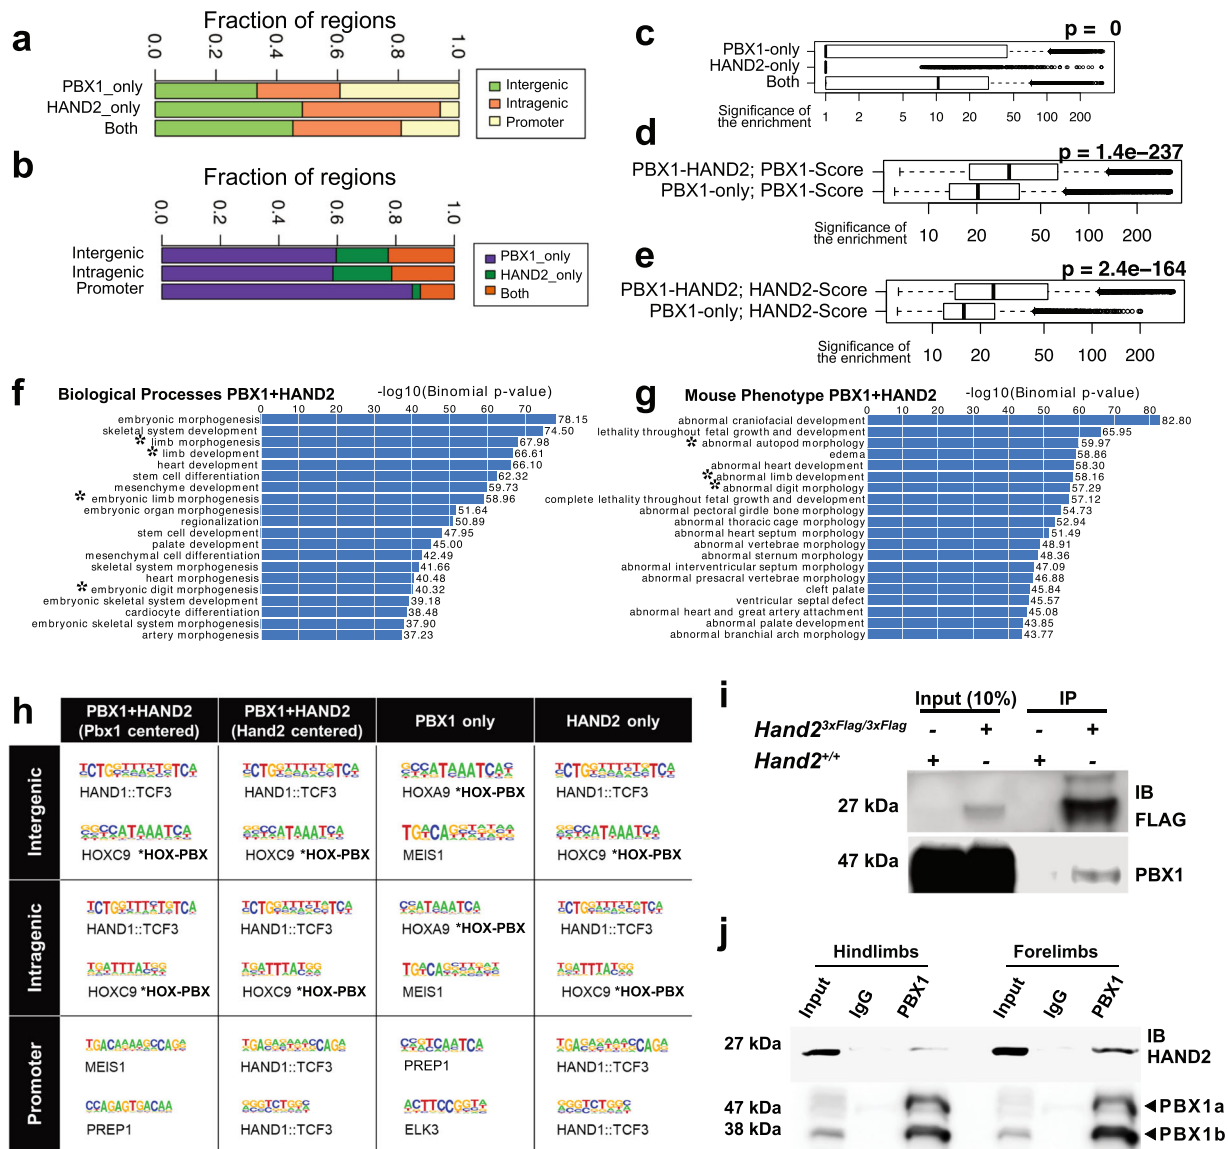 a
Fraction of regions
0.0 0.2 0.4 0.6 0.8 1.0
PBX1_only
HAND2_only
Both
Intergenic
Intragenic
Promoter
b
Fraction of regions
0.0 0.2 0.4 0.6 0.8 1.0
Intergenic
Intragenic
Promoter
PBX1_only
HAND2_only
Both
c
p = 0
PBX1-only
HAND2-only
Both
Significance of
the enrichment
1 2 5 10 20 50 100 200
d
p = 1.4e−237
PBX1-HAND2; PBX1-Score
PBX1-only; PBX1-Score
Significance of
the enrichment
10 20 50 100 200
e
p = 2.4e−164
PBX1-HAND2; HAND2-Score
PBX1-only; HAND2-Score
Significance of
the enrichment
10 20 50 100 200
f
Biological Processes PBX1+HAND2
-log10(Binomial p-value)
0 10 20 30 40 50 60 70
embryonic morphogenesis 78.15
skeletal system development 74.50
* limb morphogenesis 67.98
* limb development 66.61
heart development 66.10
stem cell differentiation 62.32
mesenchyme development 59.73
* embryonic limb morphogenesis 58.96
embryonic organ morphogenesis 51.64
regionalization 50.89
stem cell development 47.95
palate development 45.00
mesenchymal cell differentiation 42.49
skeletal system morphogenesis 41.66
heart morphogenesis 40.48
* embryonic digit morphogenesis 40.32
embryonic skeletal system development 39.18
cardiocyte differentiation 38.48
embryonic skeletal system morphogenesis 37.90
artery morphogenesis 37.23
g
Mouse Phenotype PBX1+HAND2
-log10(Binomial p-value)
0 10 20 30 40 50 60 70 80
abnormal craniofacial development 82.80
lethality throughout fetal growth and development 65.95
* abnormal autopod morphology 59.97
edema 58.86
abnormal heart development 58.30
* abnormal limb development 58.16
* abnormal digit morphology 57.29
complete lethality throughout fetal growth and development 57.12
abnormal pectoral girdle bone morphology 54.73
abnormal thoracic cage morphology 52.94
abnormal heart septum morphology 51.49
abnormal vertebrae morphology 48.91
abnormal sternum morphology 48.36
abnormal interventricular septum morphology 47.09
abnormal presacral vertebrae morphology 46.88
cleft palate 45.84
ventricular septal defect 45.57
abnormal heart and great artery attachment 45.08
abnormal palate development 43.85
abnormal branchial arch morphology 43.77
h
PBX1+HAND2
(Pbx1 centered)
PBX1+HAND2
(Hand2 centered)
PBX1 only
HAND2 only
Intergenic
HAND1::TCF3
HAND1::TCF3
HOXA9 *HOX-PBX
HAND1::TCF3
HOXC9 *HOX-PBX
HOXC9 *HOX-PBX
MEIS1
HOXC9 *HOX-PBX
Intragenic
HAND1::TCF3
HAND1::TCF3
HOXA9 *HOX-PBX
HAND1::TCF3
HOXC9 *HOX-PBX
HOXC9 *HOX-PBX
MEIS1
HOXC9 *HOX-PBX
Promoter
MEIS1
HAND1::TCF3
PREP1
HAND1::TCF3
CCAGAGTGACAA
PREP1
HAND1::TCF3
ELK3
HAND1::TCF3
i
Input (10%) IP
Hand2 3xFlag/3xFlag - + - +
Hand2 +/+ + - + -
27 kDa
IB
FLAG
47 kDa
PBX1
j
Hindlimbs Forelimbs
Input IgG PBX1 Input IgG PBX1
27 kDa
IB
HAND2
47 kDa
◄PBX1a
38 kDa
◄PBX1b